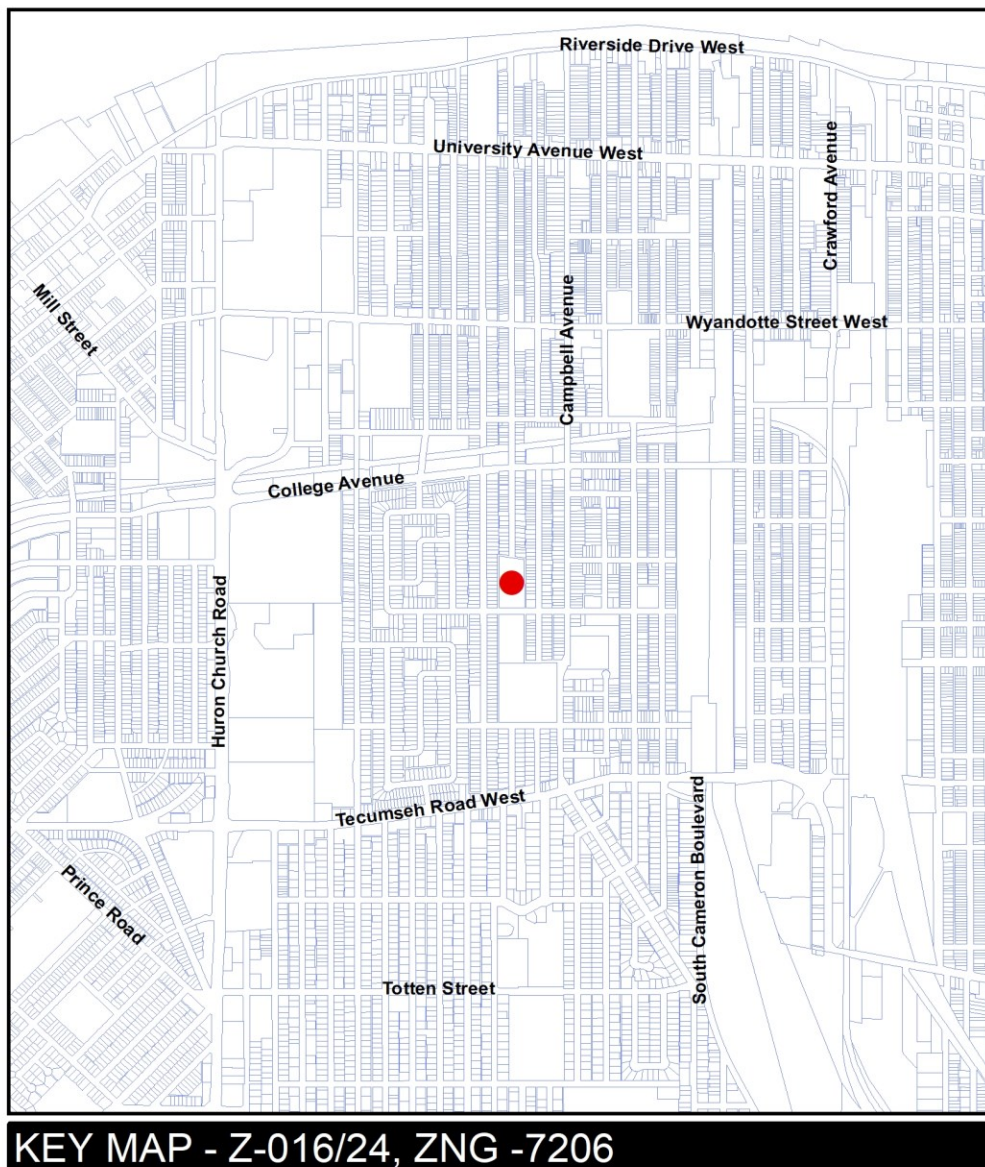 Riverside Drive West
University Avenue West
Crawford Avenue
Mill Street
Campbell Avenue
Wyandotte Street West
College Avenue
Huron Church Road
Tecumseh Road West
South Cameron Boulevard
Prince Road
Totten Street
KEY MAP - Z-016/24, ZNG -7206